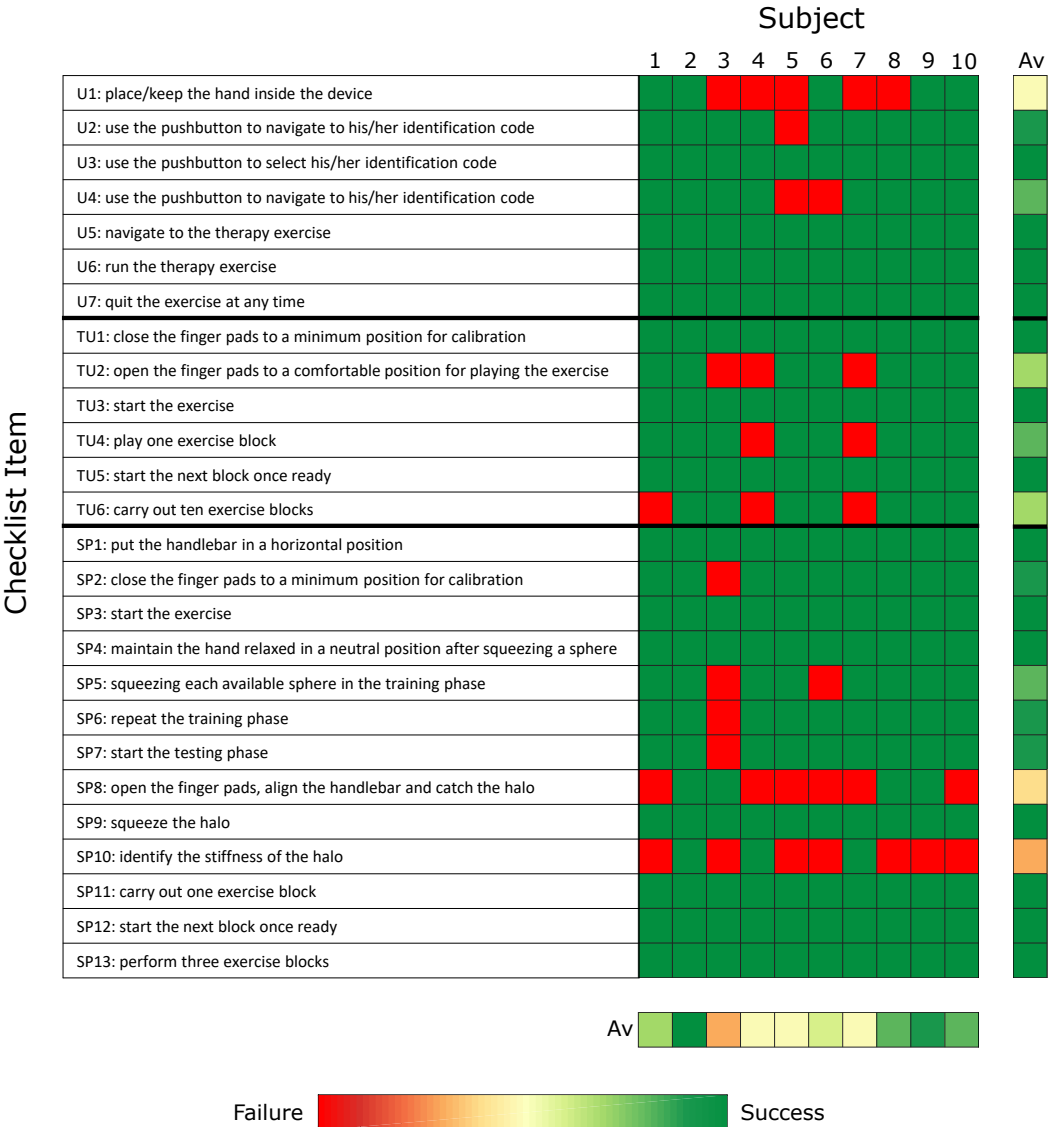 Subject
1 2 3 4 5 6 7 8 9 10 Av
Checklist Item
U1: place/keep the hand inside the device
U2: use the pushbutton to navigate to his/her identification code
U3: use the pushbutton to select his/her identification code
U4: use the pushbutton to navigate to his/her identification code
U5: navigate to the therapy exercise
U6: run the therapy exercise
U7: quit the exercise at any time
TU1: close the finger pads to a minimum position for calibration
TU2: open the finger pads to a comfortable position for playing the exercise
TU3: start the exercise
TU4: play one exercise block
TU5: start the next block once ready
TU6: carry out ten exercise blocks
SP1: put the handlebar in a horizontal position
SP2: close the finger pads to a minimum position for calibration
SP3: start the exercise
SP4: maintain the hand relaxed in a neutral position after squeezing a sphere
SP5: squeezing each available sphere in the training phase
SP6: repeat the training phase
SP7: start the testing phase
SP8: open the finger pads, align the handlebar and catch the halo
SP9: squeeze the halo
SP10: identify the stiffness of the halo
SP11: carry out one exercise block
SP12: start the next block once ready
SP13: perform three exercise blocks
Av
Failure Success